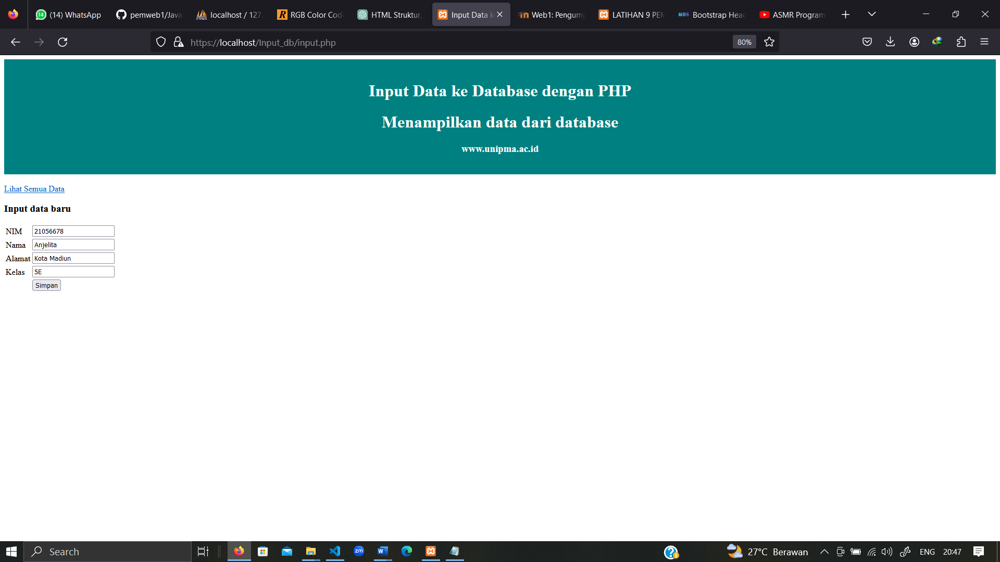 (14) WhatsApp
pemweb1/Java
localhost / 127.
RGB Color Code
HTML Struktur,
Input Data k
Web1: Pengump
LATIHAN 9 PEM
Bootstrap Head
ASMR Program
https://localhost/Input_db/input.php
80%
Input Data ke Database dengan PHP
Menampilkan data dari database
www.unipma.ac.id
Lihat Semua Data
Input data baru
NIM 21056678
Nama Anjelita
Alamat Kota Madiun
Kelas 5E
Simpan
Search
27°C Berawan
ENG
20:47